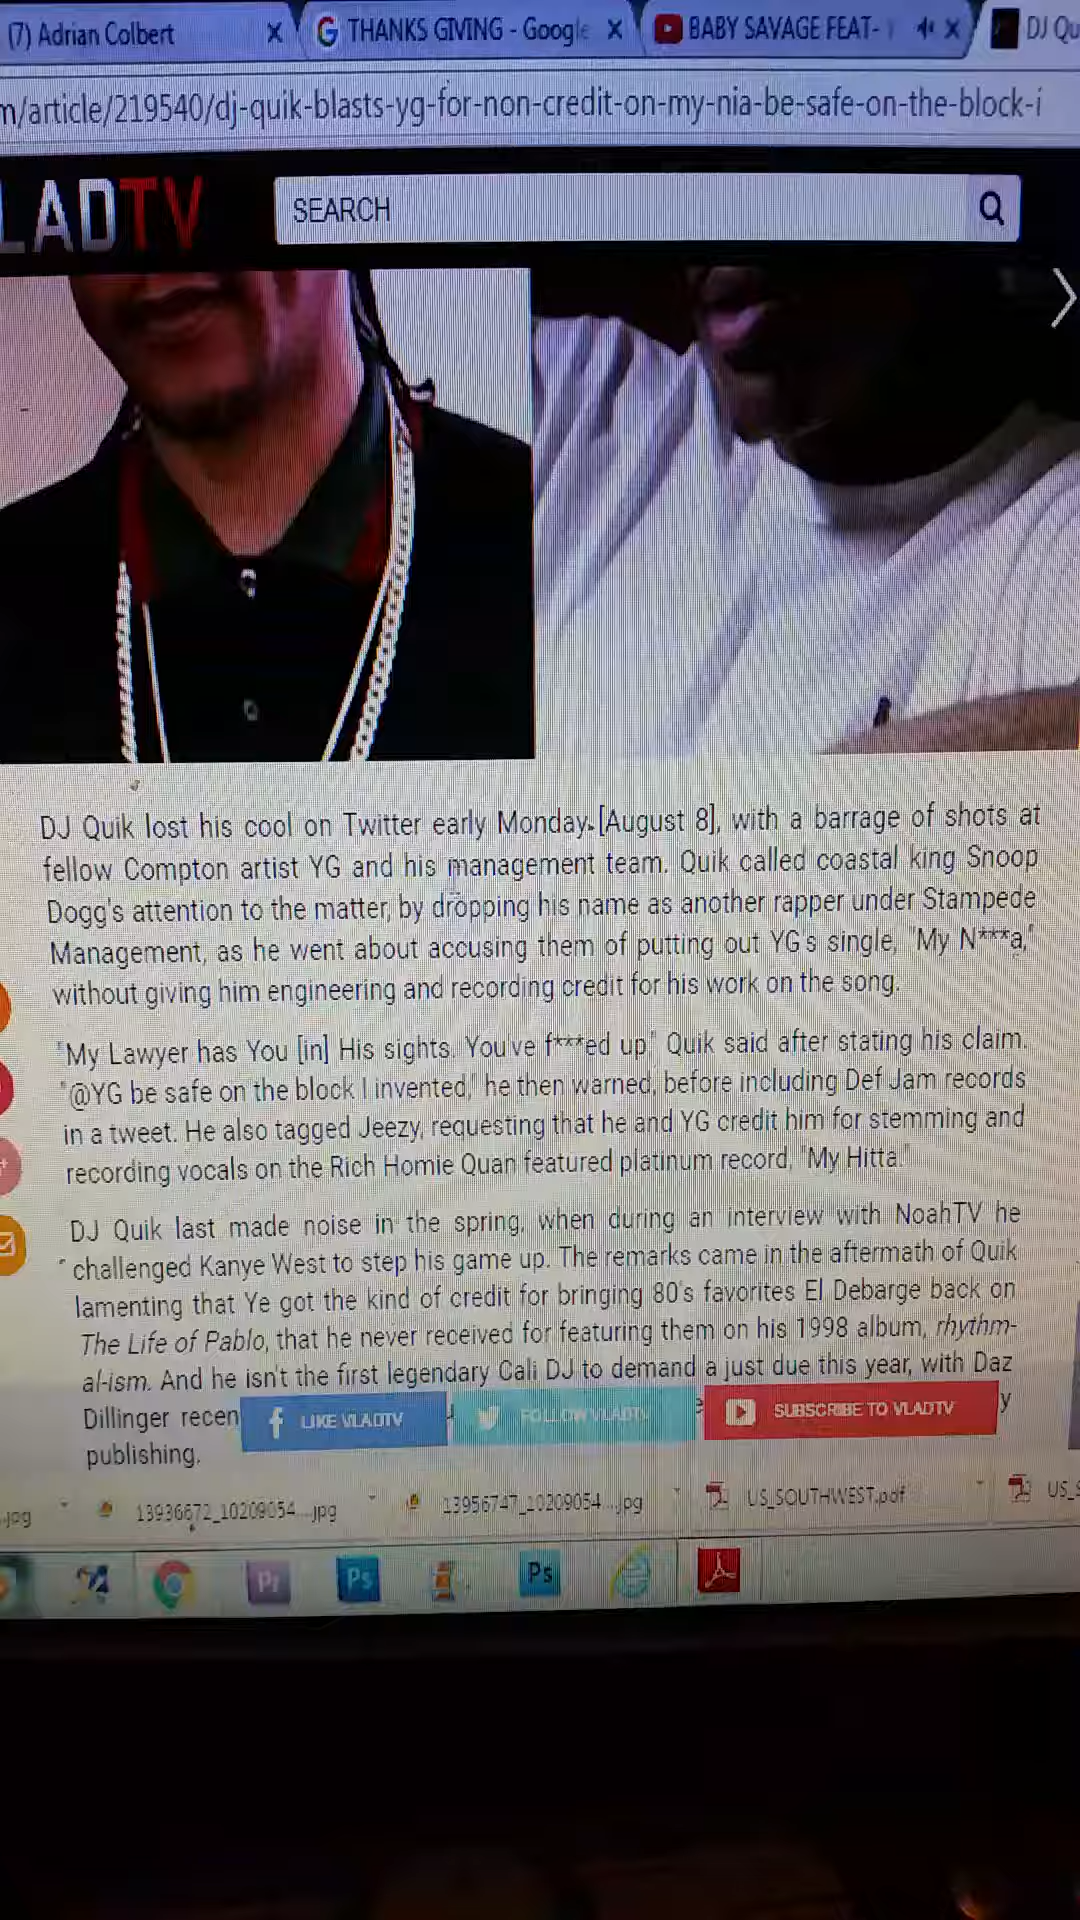 (7) Adrian Colbert
THANKS GIVING - Google
BABY SAVAGE FEAT-
DJ Qu
m/article/219540/dj-quik-blasts-yg-for-non-credit-on-my-nia-be-safe-on-the-block-i
LADTV
SEARCH
DJ Quik lost his cool on Twitter early Monday [August 8], with a barrage of shots at
fellow Compton artist YG and his management team. Quik called coastal king Snoop
Dogg's attention to the matter, by dropping his name as another rapper under Stampede
Management, as he went about accusing them of putting out YG's single, "My N***a,"
without giving him engineering and recording credit for his work on the song.
"My Lawyer has You [in] His sights. You've f***ed up" Quik said after stating his claim.
"@YG be safe on the block I invented," he then warned, before including Def Jam records
in a tweet. He also tagged Jeezy, requesting that he and YG credit him for stemming and
recording vocals on the Rich Homie Quan featured platinum record, "My Hitta."
DJ Quik last made noise in the spring, when during an interview with NoahTV he
challenged Kanye West to step his game up. The remarks came in the aftermath of Quik
lamenting that Ye got the kind of credit for bringing 80's favorites El Debarge back on
The Life of Pablo, that he never received for featuring them on his 1998 album, rhythm-
al-ism. And he isn't the first legendary Cali DJ to demand a just due this year, with Daz
Dillinger recen
y
LIKE VLADTV
FOLLOW VLADTV
SUBSCRIBE TO VLADTV
publishing.
.jpg
13936672_10209054....jpg
13956747_10209054....jpg
US_SOUTHWEST.pdf
US_S
Pr
Ps
Ps